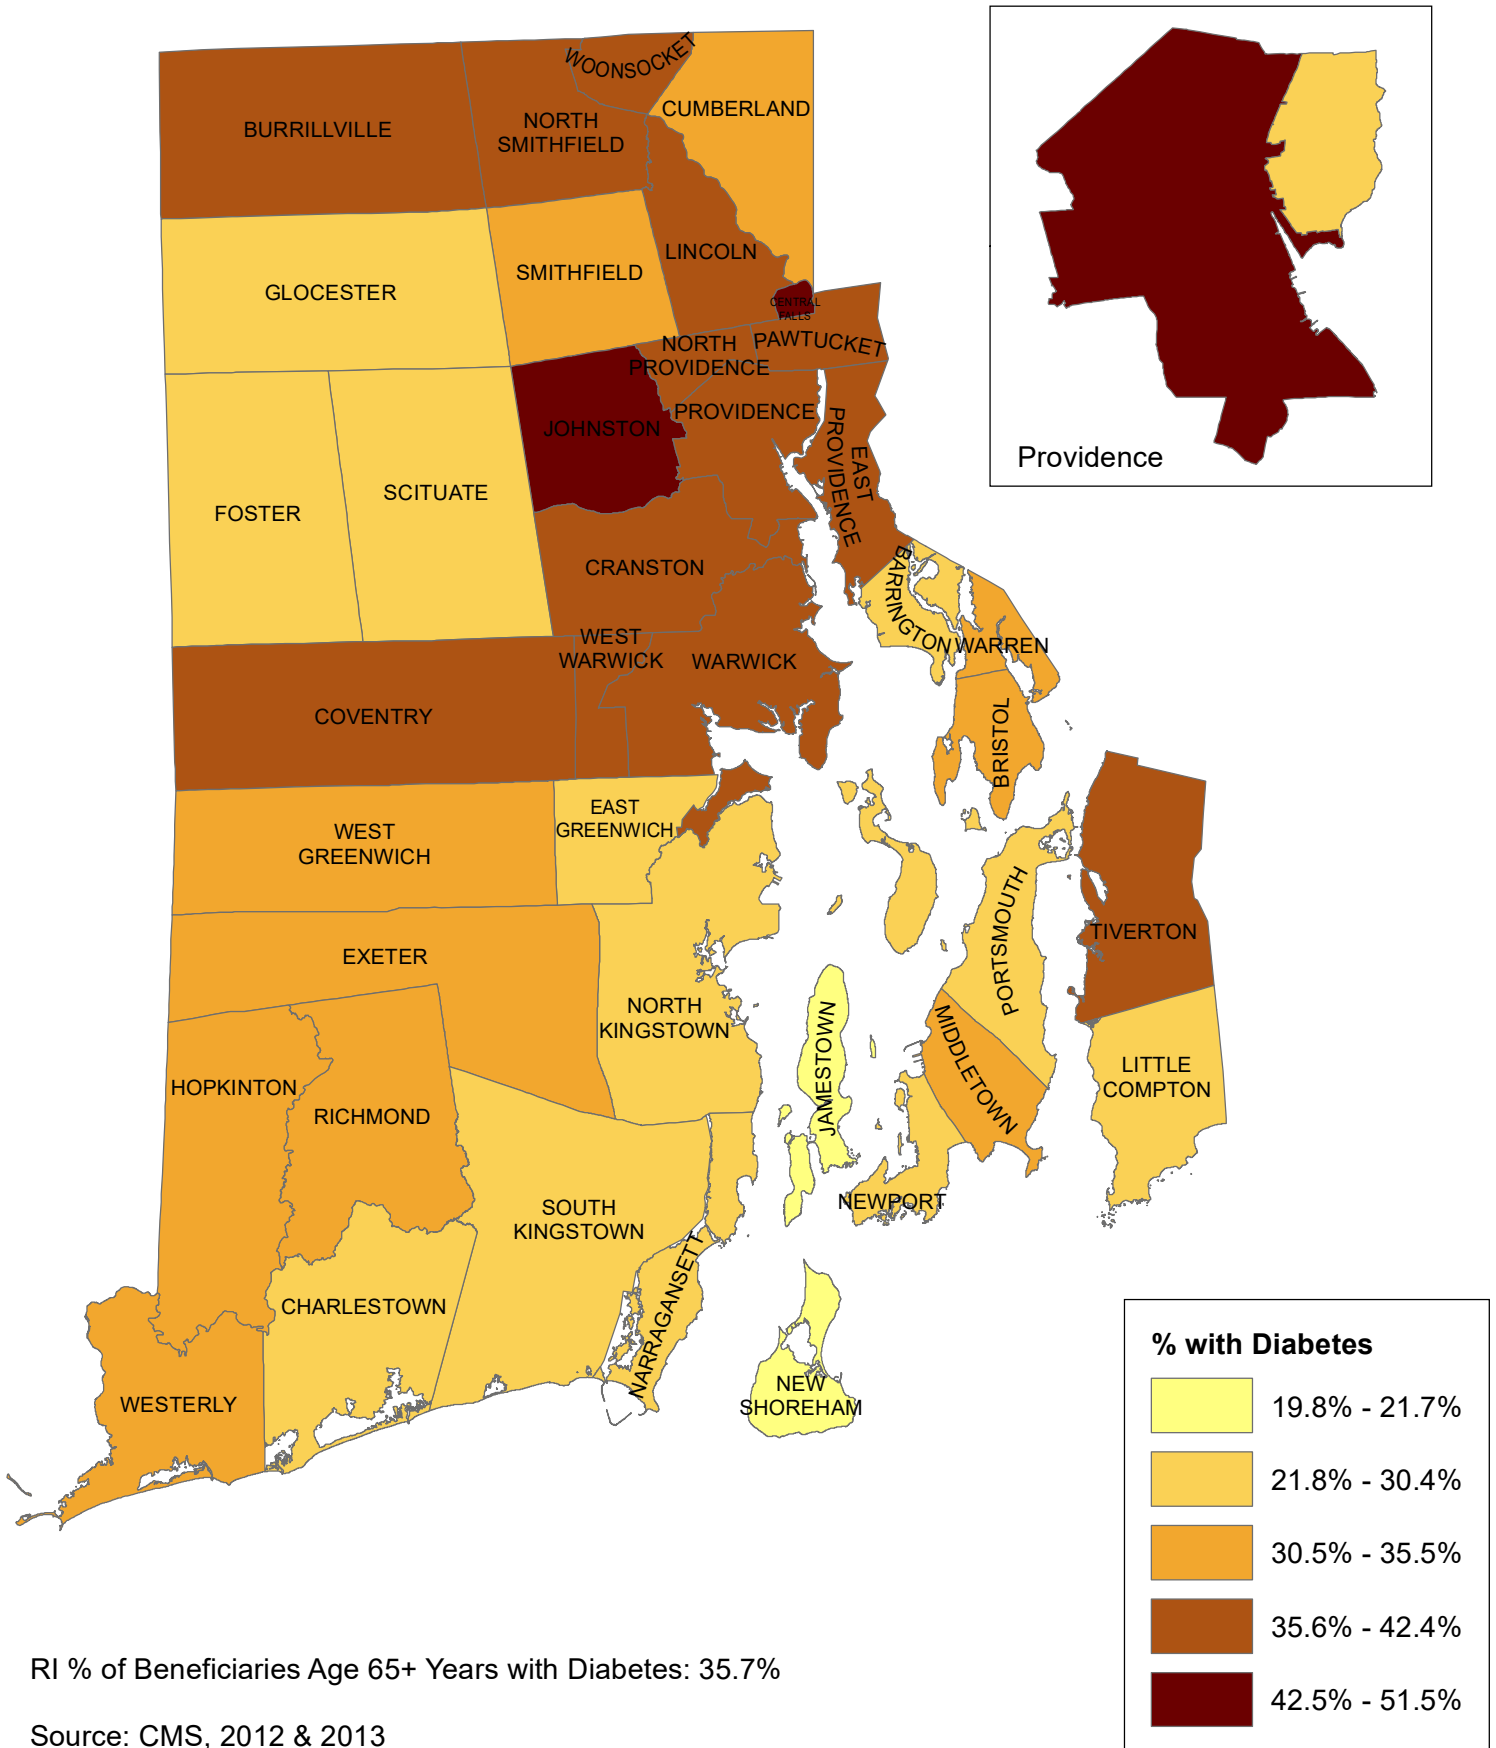 WOONSOCKET
CUMBERLAND
BURRILLVILLE
NORTH
SMITHFIELD
LINCOLN
SMITHFIELD
GLOCESTER
CENTRAL
FALLS
NORTH
PROVIDENCE
PAWTUCKET
PROVIDENCE
JOHNSTON
EAST
PROVIDENCE
SCITUATE
FOSTER
CRANSTON
BARRINGTON
WARREN
WEST
WARWICK
WARWICK
COVENTRY
BRISTOL
EAST
GREENWICH
WEST
GREENWICH
PORTSMOUTH
TIVERTON
EXETER
NORTH
KINGSTOWN
JAMESTOWN
MIDDLETOWN
LITTLE
COMPTON
HOPKINTON
RICHMOND
SOUTH
KINGSTOWN
NEWPORT
NARRAGANSETT
CHARLESTOWN
NEW
SHOREHAM
WESTERLY
Providence
% with Diabetes
19.8% - 21.7%
21.8% - 30.4%
30.5% - 35.5%
35.6% - 42.4%
42.5% - 51.5%
RI % of Beneficiaries Age 65+ Years with Diabetes: 35.7%
Source: CMS, 2012 & 2013